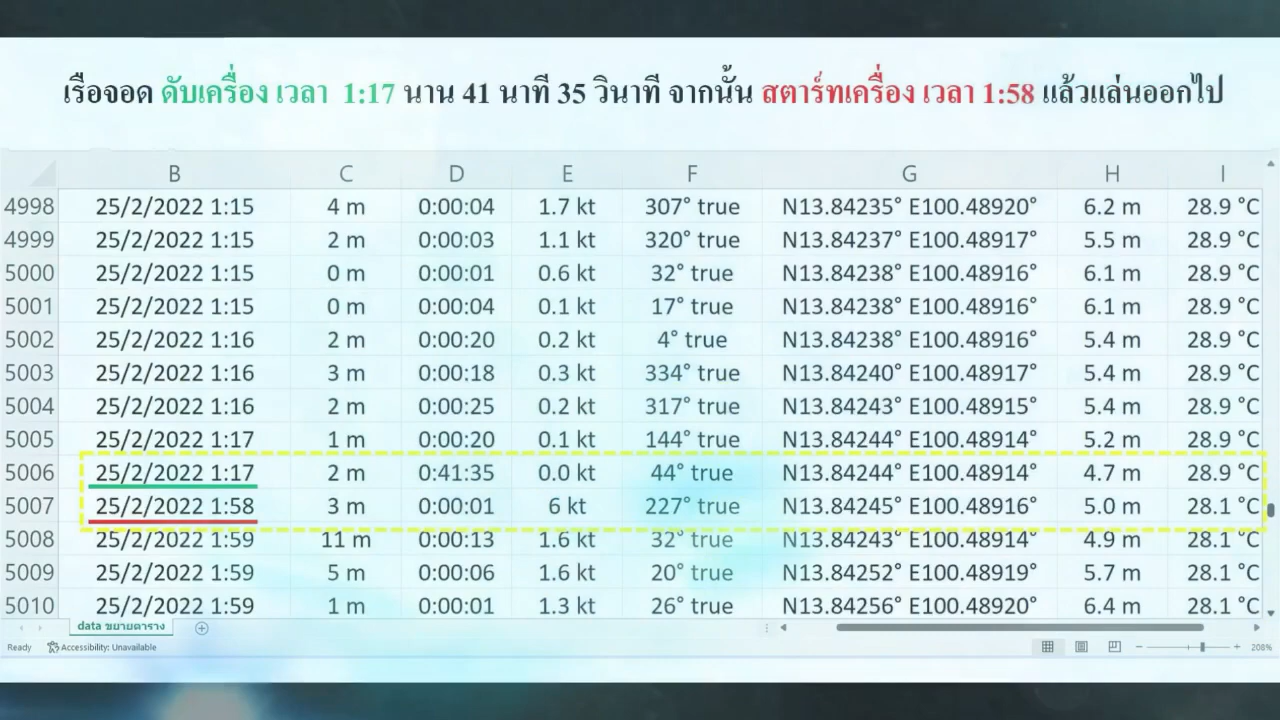 เรือจอด ดับเครื่อง เวลา 1:17 นาน 41 นาที 35 วินาที จากนั้น สตาร์ทเครื่อง เวลา 1:58 แล้วแล่นออกไป
B C D E F G H I
4998 25/2/2022 1:15 4 m 0:00:04 1.7 kt 307° true N13.84235° E100.48920° 6.2 m 28.9 °C
4999 25/2/2022 1:15 2 m 0:00:03 1.1 kt 320° true N13.84237° E100.48917° 5.5 m 28.9 °C
5000 25/2/2022 1:15 0 m 0:00:01 0.6 kt 32° true N13.84238° E100.48916° 6.1 m 28.9 °C
5001 25/2/2022 1:15 0 m 0:00:04 0.1 kt 17° true N13.84238° E100.48916° 6.1 m 28.9 °C
5002 25/2/2022 1:16 2 m 0:00:20 0.2 kt 4° true N13.84238° E100.48916° 5.4 m 28.9 °C
5003 25/2/2022 1:16 3 m 0:00:18 0.3 kt 334° true N13.84240° E100.48917° 5.4 m 28.9 °C
5004 25/2/2022 1:16 2 m 0:00:25 0.2 kt 317° true N13.84243° E100.48915° 5.4 m 28.9 °C
5005 25/2/2022 1:17 1 m 0:00:20 0.1 kt 144° true N13.84244° E100.48914° 5.2 m 28.9 °C
5006 25/2/2022 1:17 2 m 0:41:35 0.0 kt 44° true N13.84244° E100.48914° 4.7 m 28.9 °C
5007 25/2/2022 1:58 3 m 0:00:01 6 kt 227° true N13.84245° E100.48916° 5.0 m 28.1 °C
5008 25/2/2022 1:59 11 m 0:00:13 1.6 kt 32° true N13.84243° E100.48914° 4.9 m 28.1 °C
5009 25/2/2022 1:59 5 m 0:00:06 1.6 kt 20° true N13.84252° E100.48919° 5.7 m 28.1 °C
5010 25/2/2022 1:59 1 m 0:00:01 1.3 kt 26° true N13.84256° E100.48920° 6.4 m 28.1 °C
data ขยายตาราง
Ready Accessibility: Unavailable 208%